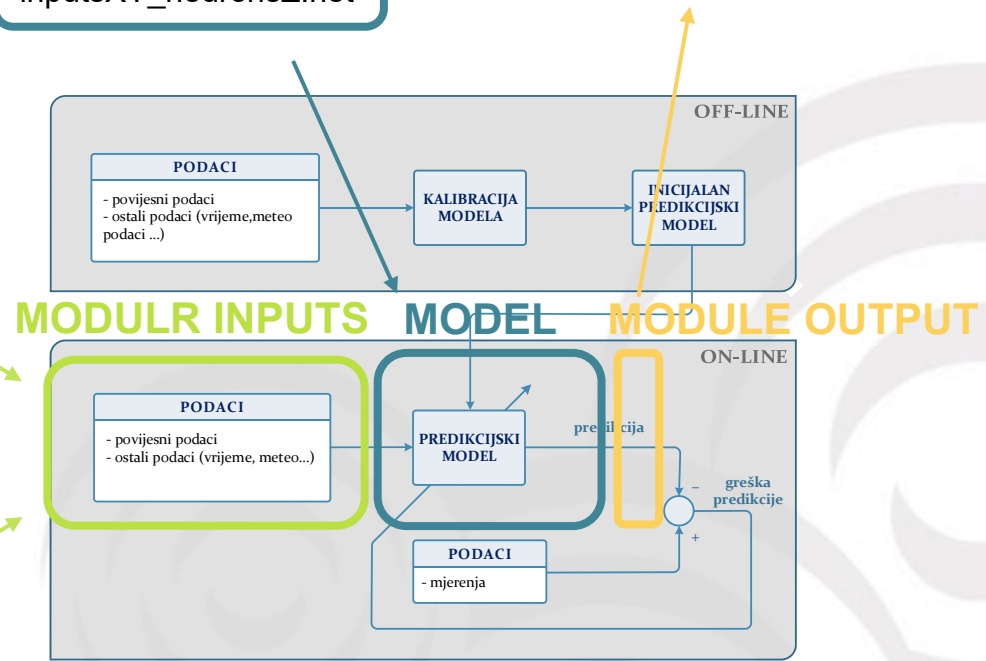 inputsXY_neuronsZ.net
OFF-LINE
PODACI
- povijesni podaci
- ostali podaci (vrijeme,meteo
podaci ...)
KALIBRACIJA
MODELA
INICIJALAN
PREDIKCIJSKI
MODEL
MODULR INPUTS
MODEL
MODULE OUTPUT
ON-LINE
PODACI
- povijesni podaci
- ostali podaci (vrijeme, meteo...)
PREDIKCIJSKI
MODEL
predikcija
–
greška
predikcije
+
PODACI
- mjerenja